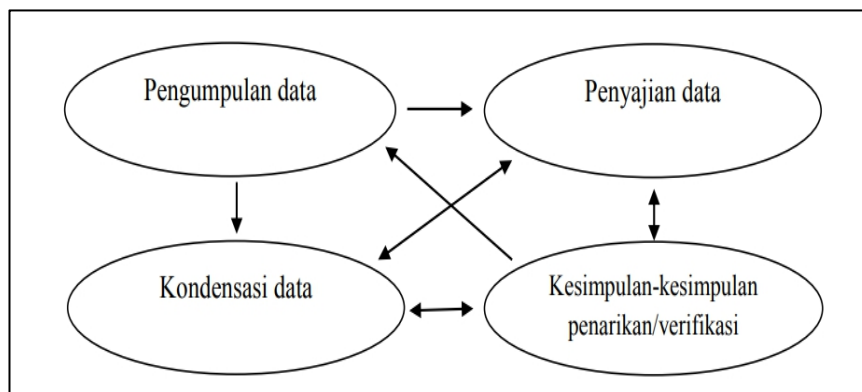 Pengumpulan data
Penyajian data
Kondensasi data
Kesimpulan-kesimpulan
penarikan/verifikasi